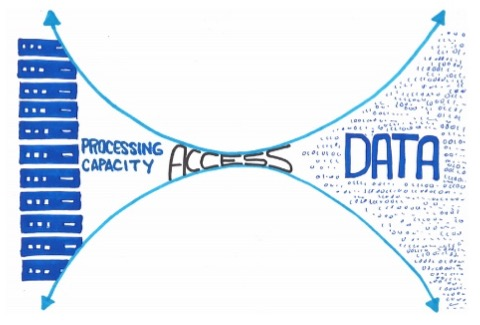 PROCESSING
CAPACITY
ACCESS
DATA